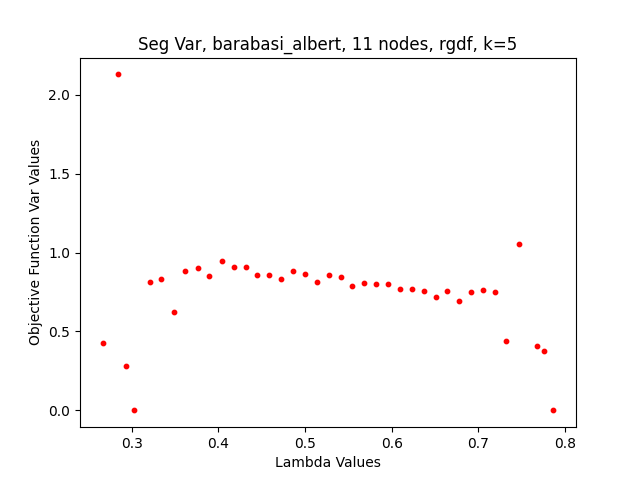 Seg Var, barabasi_albert, 11 nodes, rgdf, k=5
Objective Function Var Values
2.0
1.5
1.0
0.5
0.0
0.3 0.4 0.5 0.6 0.7 0.8
Lambda Values